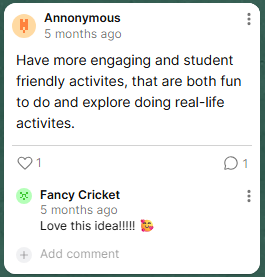 Annonymous
5 months ago
Have more engaging and student
friendly activites, that are both fun
to do and explore doing real-life
activites.
1
1
Fancy Cricket
5 months ago
Love this idea!!!!! 🥰
Add comment